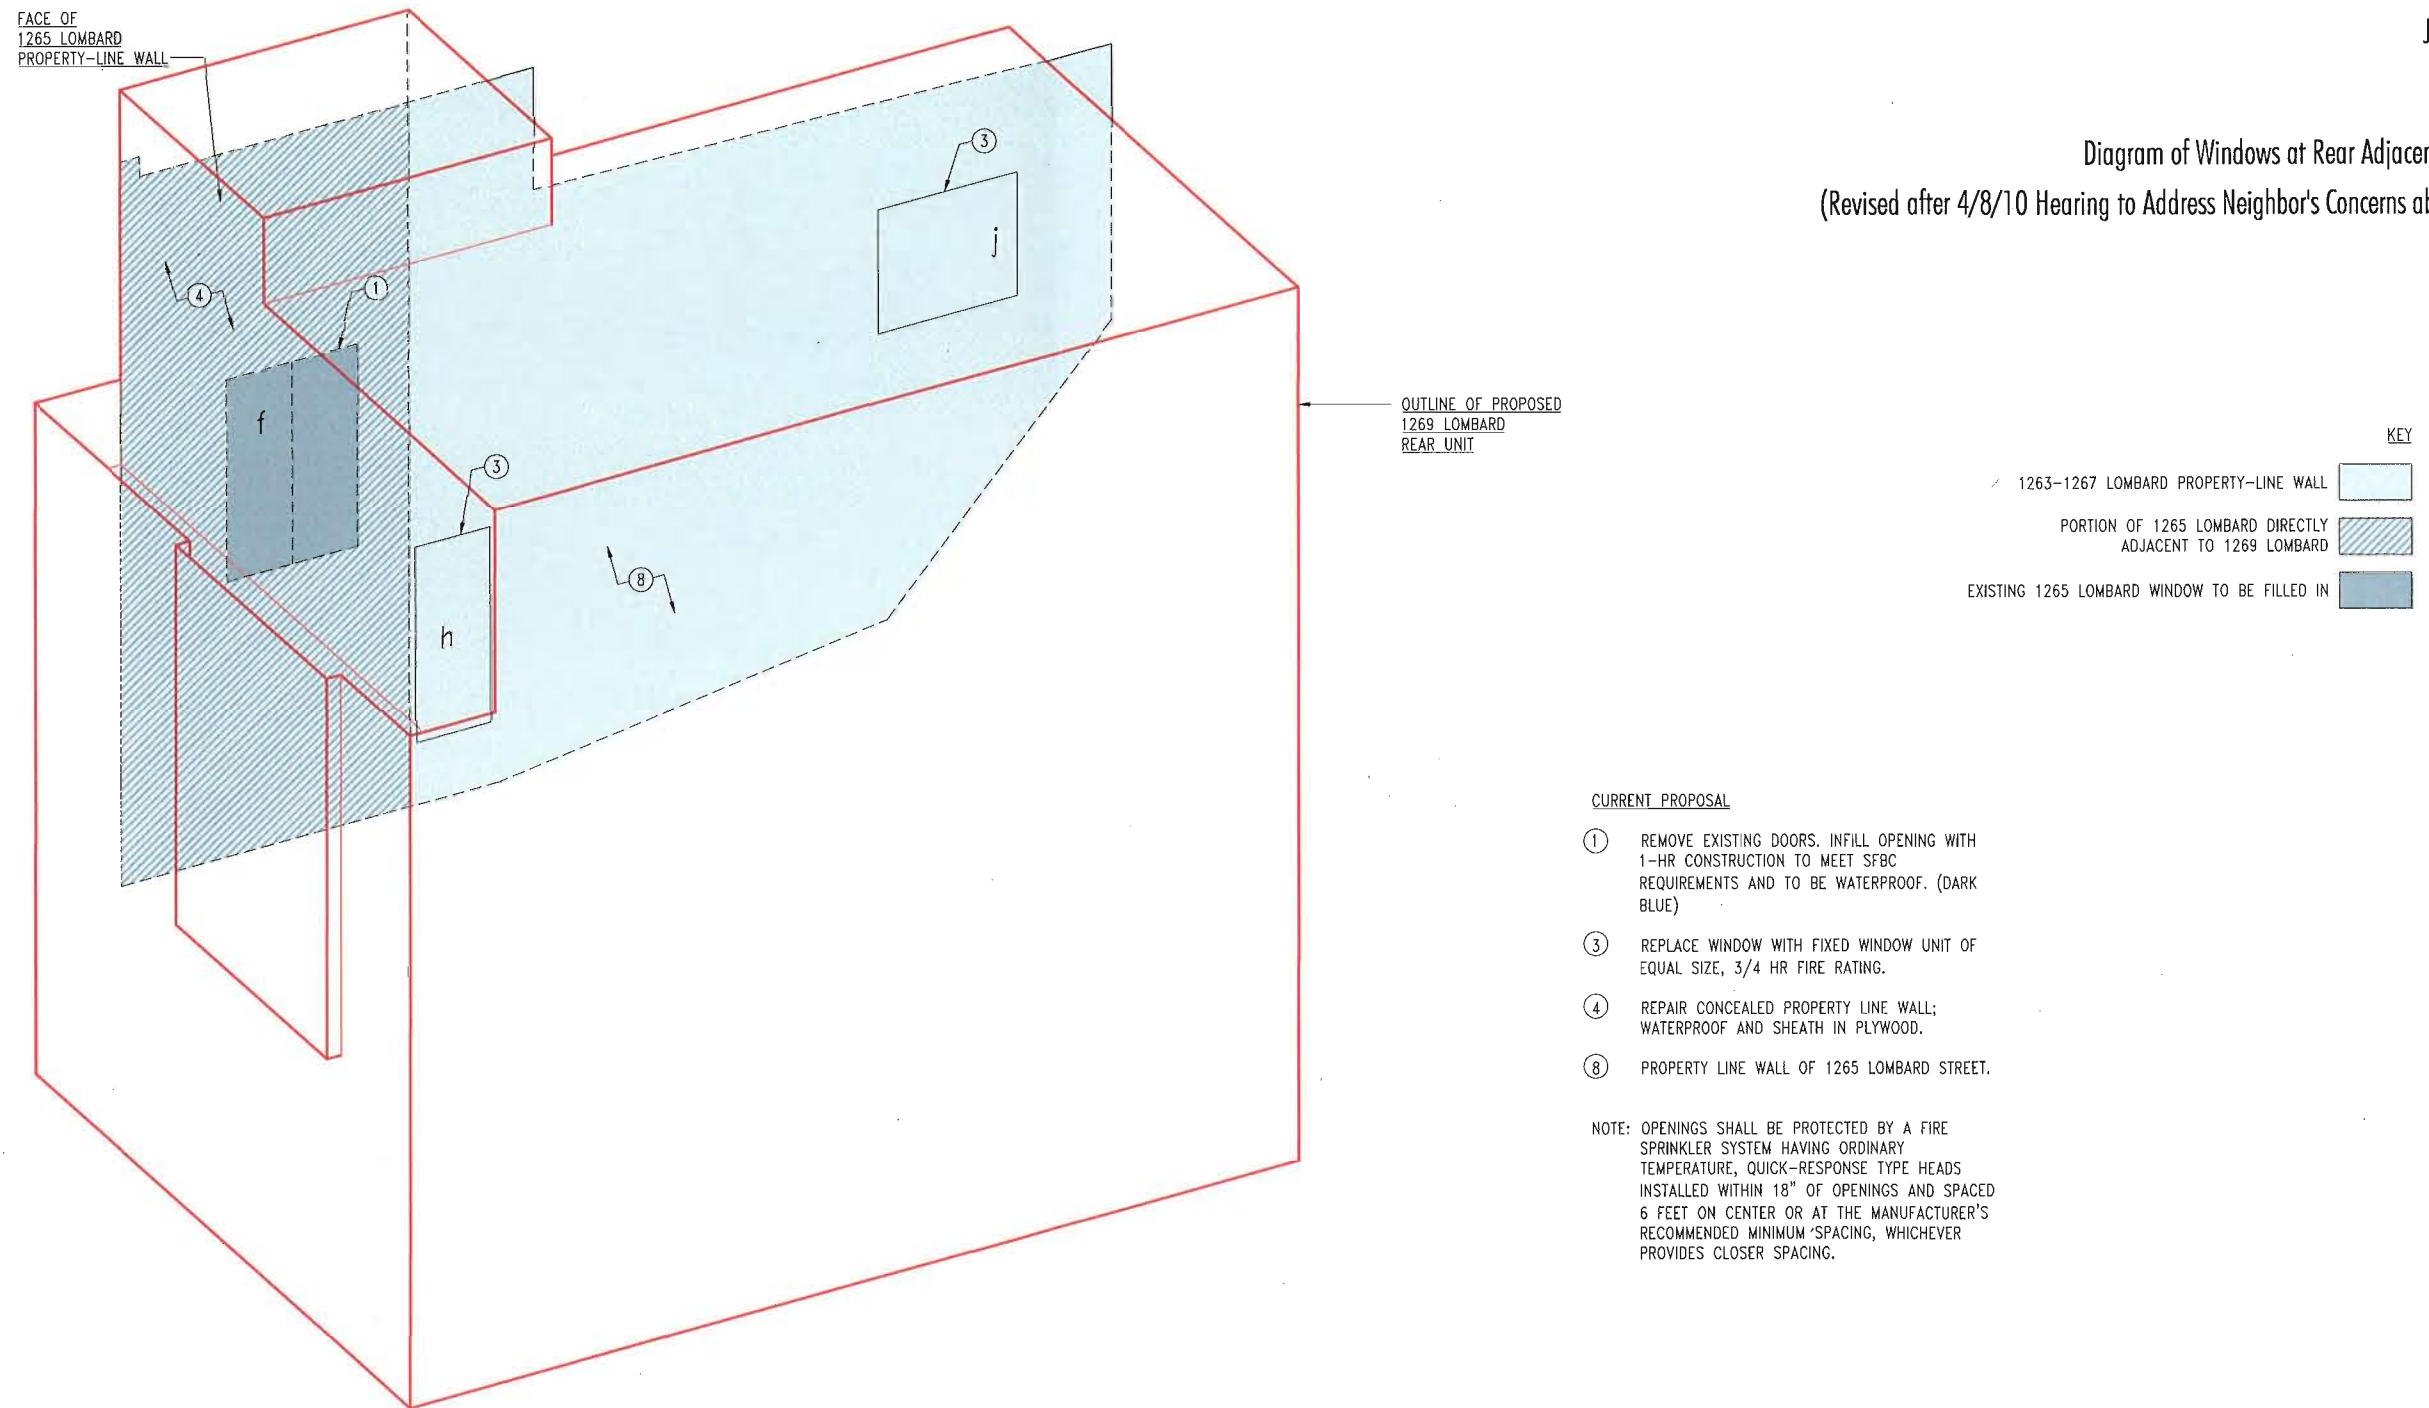 FACE OF
1265 LOMBARD
PROPERTY-LINE WALL
J
Diagram of Windows at Rear Adjacen
(Revised after 4/8/10 Hearing to Address Neighbor's Concerns ab
3
j
4
1
f
3
h
8
OUTLINE OF PROPOSED
1269 LOMBARD
REAR UNIT
KEY
1263-1267 LOMBARD PROPERTY-LINE WALL
PORTION OF 1265 LOMBARD DIRECTLY
ADJACENT TO 1269 LOMBARD
EXISTING 1265 LOMBARD WINDOW TO BE FILLED IN
CURRENT PROPOSAL
1 REMOVE EXISTING DOORS. INFILL OPENING WITH
1-HR CONSTRUCTION TO MEET SFBC
REQUIREMENTS AND TO BE WATERPROOF. (DARK
BLUE)
3 REPLACE WINDOW WITH FIXED WINDOW UNIT OF
EQUAL SIZE, 3/4 HR FIRE RATING.
4 REPAIR CONCEALED PROPERTY LINE WALL;
WATERPROOF AND SHEATH IN PLYWOOD.
8 PROPERTY LINE WALL OF 1265 LOMBARD STREET.
NOTE: OPENINGS SHALL BE PROTECTED BY A FIRE
SPRINKLER SYSTEM HAVING ORDINARY
TEMPERATURE, QUICK-RESPONSE TYPE HEADS
INSTALLED WITHIN 18" OF OPENINGS AND SPACED
6 FEET ON CENTER OR AT THE MANUFACTURER'S
RECOMMENDED MINIMUM SPACING, WHICHEVER
PROVIDES CLOSER SPACING.